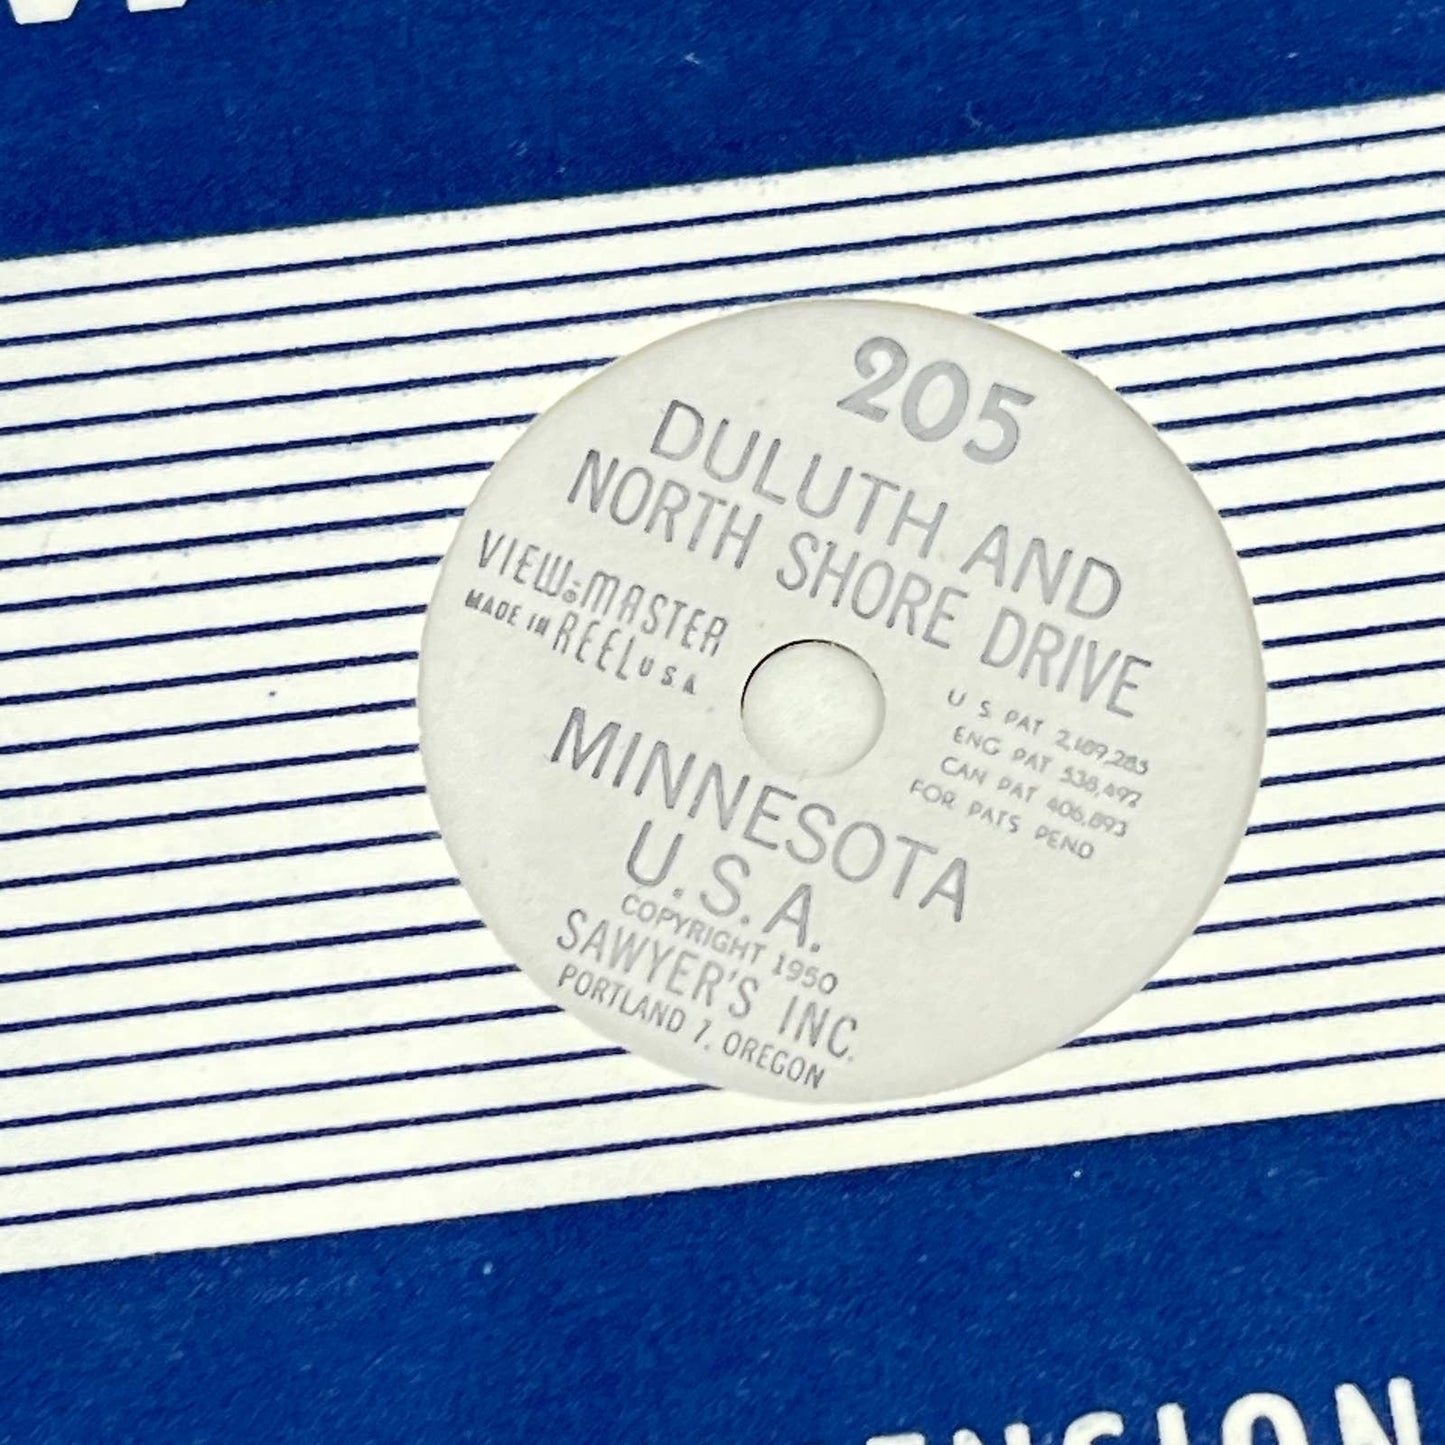 205
DULUTH AND
NORTH SHORE DRIVE
VIEW-MASTER
MADE IN REEL U S A
U S PAT 2,189,285
ENG PAT 538,492
CAN PAT 406,893
FOR PATS PEND
MINNESOTA
U.S.A.
COPYRIGHT 1950
SAWYER'S INC.
PORTLAND 7, OREGON